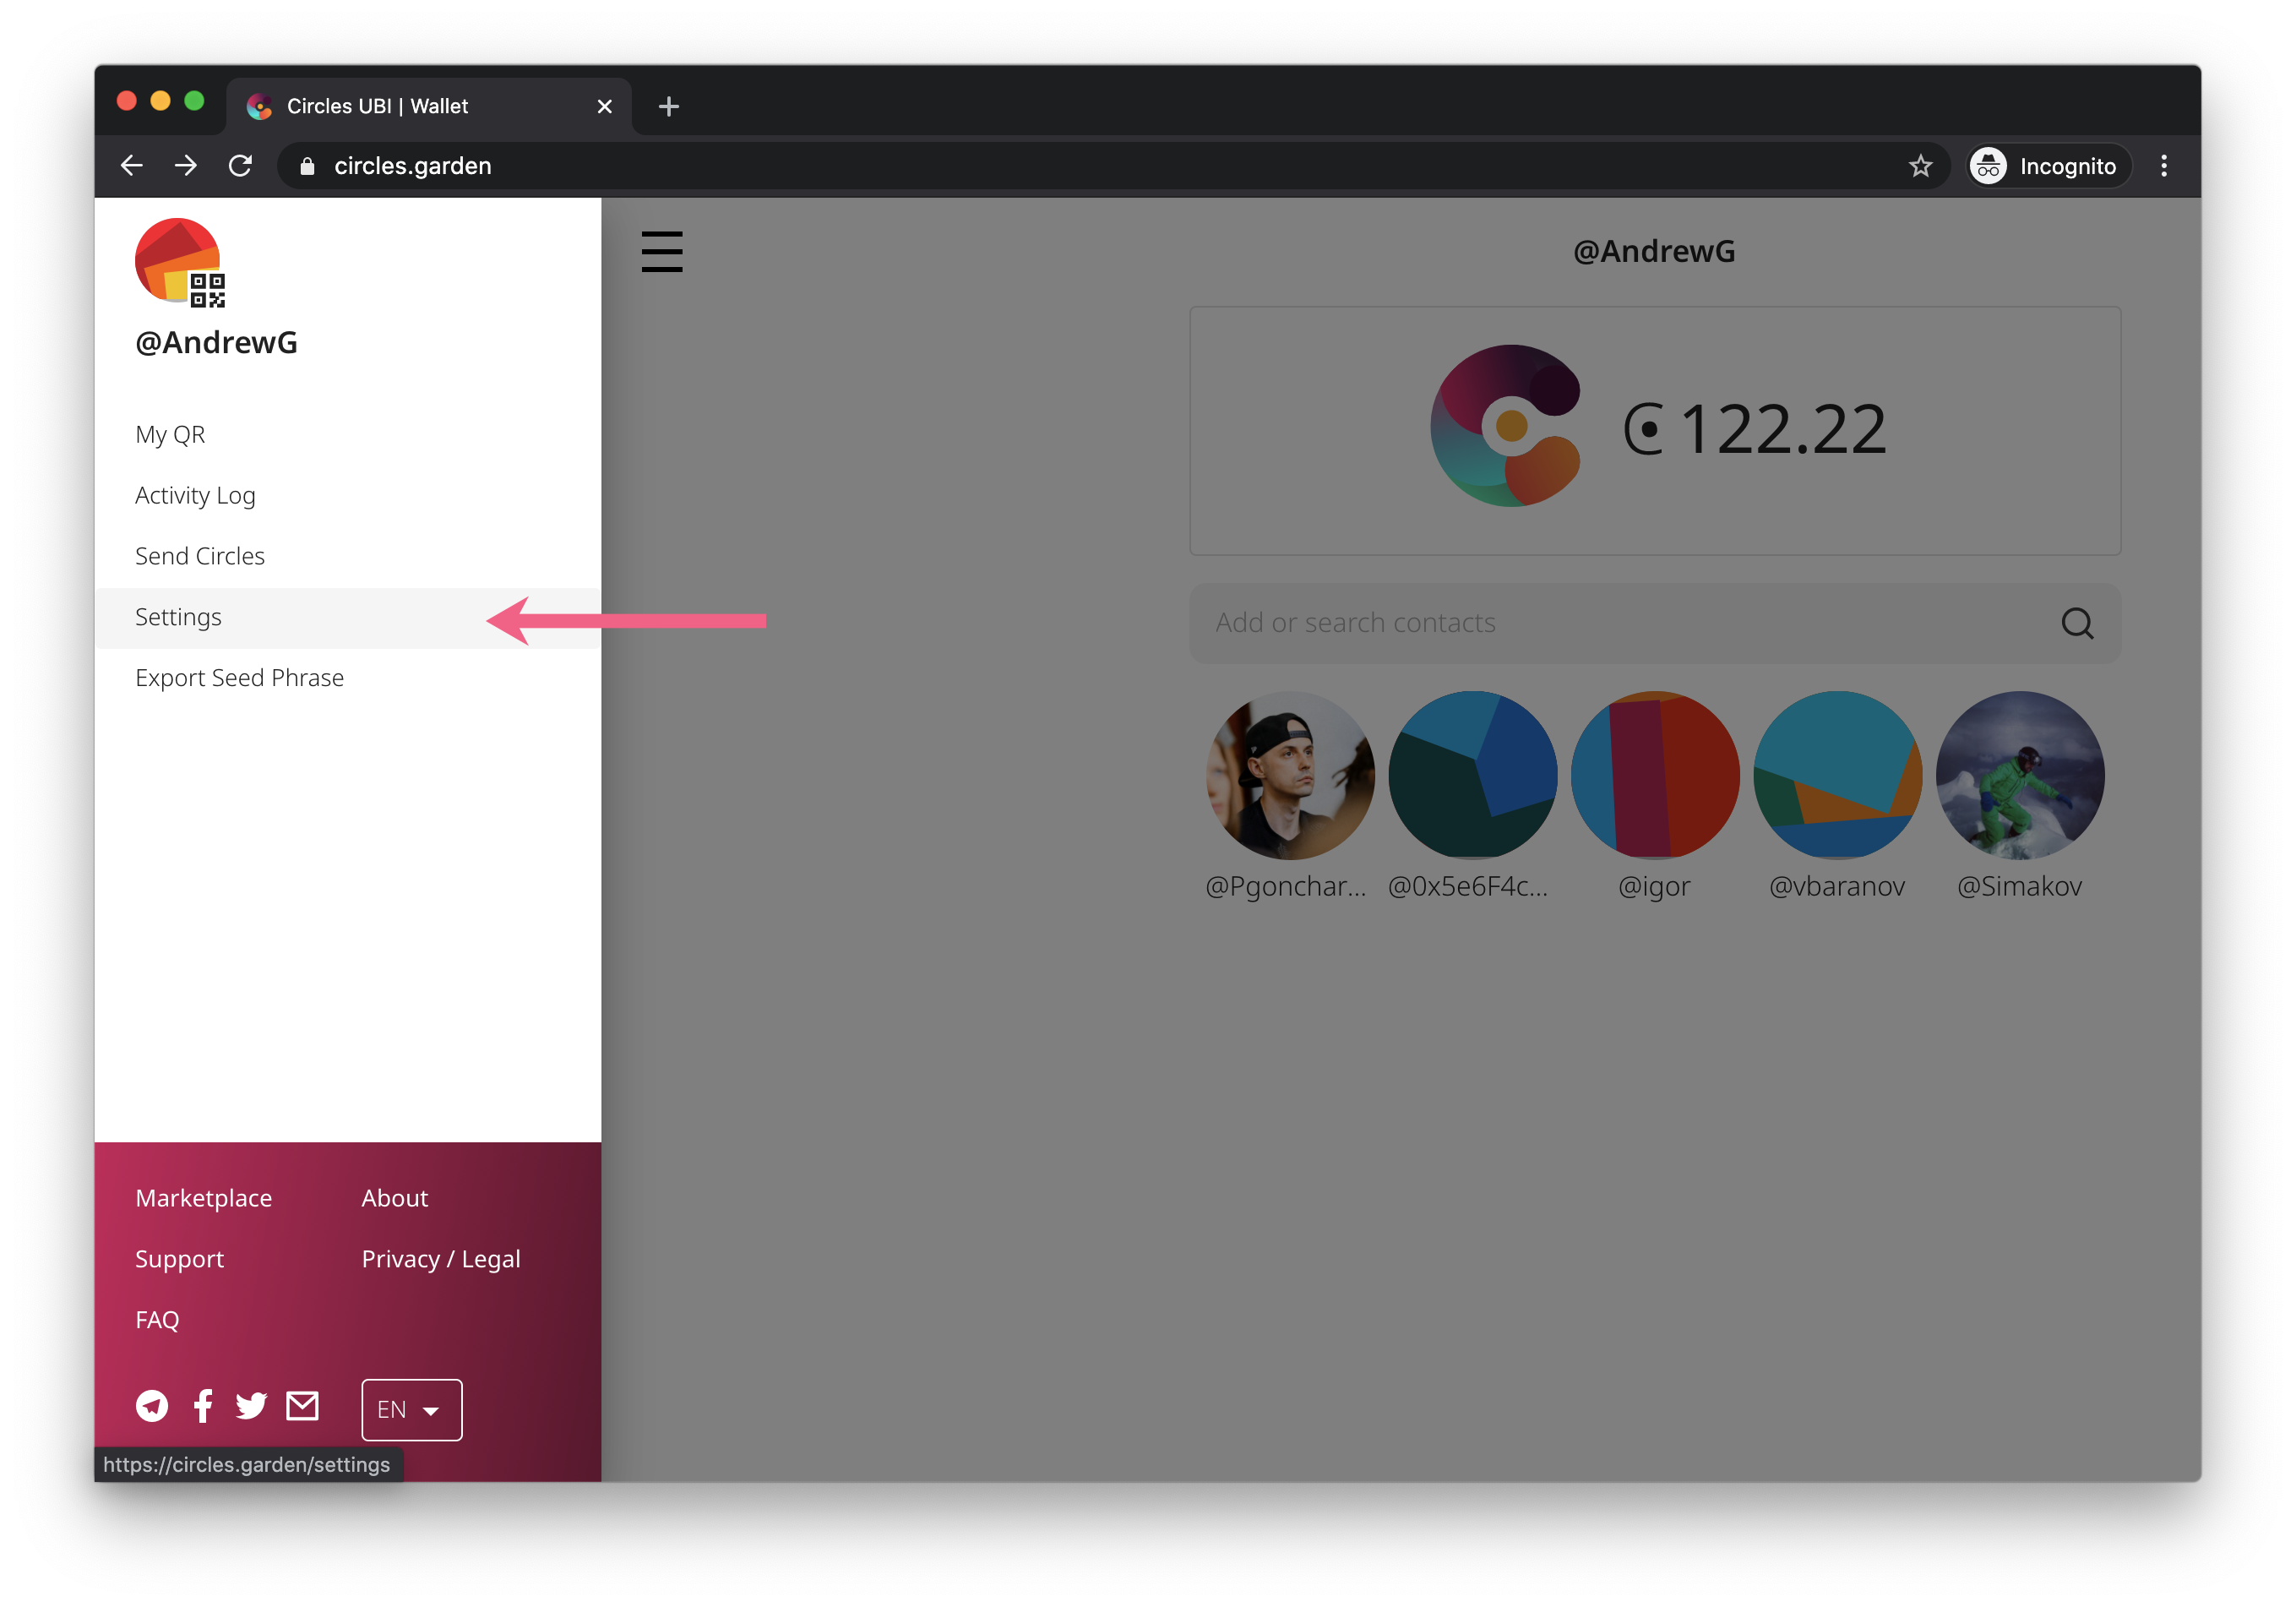 Circles UBI | Wallet
circles.garden
Incognito
@AndrewG
My QR
Activity Log
Send Circles
Settings
Export Seed Phrase
Marketplace
About
Support
Privacy / Legal
FAQ
EN
https://circles.garden/settings
@AndrewG
122.22
Add or search contacts
@Pgonchar...
@0x5e6F4c...
@igor
@vbaranov
@Simakov